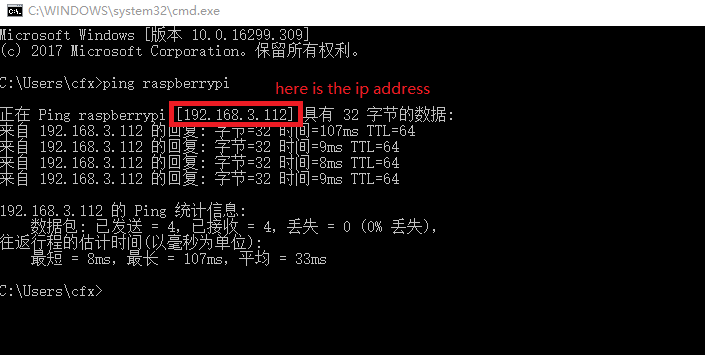 C:\WINDOWS\system32\cmd.exe
Microsoft Windows [版本 10.0.16299.309]
(c) 2017 Microsoft Corporation。保留所有权利。
C:\Users\cfx>ping raspberrypi
here is the ip address
正在 Ping raspberrypi [192.168.3.112] 具有 32 字节的数据:
来自 192.168.3.112 的回复: 字节=32 时间=107ms TTL=64
来自 192.168.3.112 的回复: 字节=32 时间=9ms TTL=64
来自 192.168.3.112 的回复: 字节=32 时间=8ms TTL=64
来自 192.168.3.112 的回复: 字节=32 时间=9ms TTL=64
192.168.3.112 的 Ping 统计信息:
数据包: 已发送 = 4，已接收 = 4，丢失 = 0 (0% 丢失)，
往返行程的估计时间(以毫秒为单位):
最短 = 8ms，最长 = 107ms，平均 = 33ms
C:\Users\cfx>